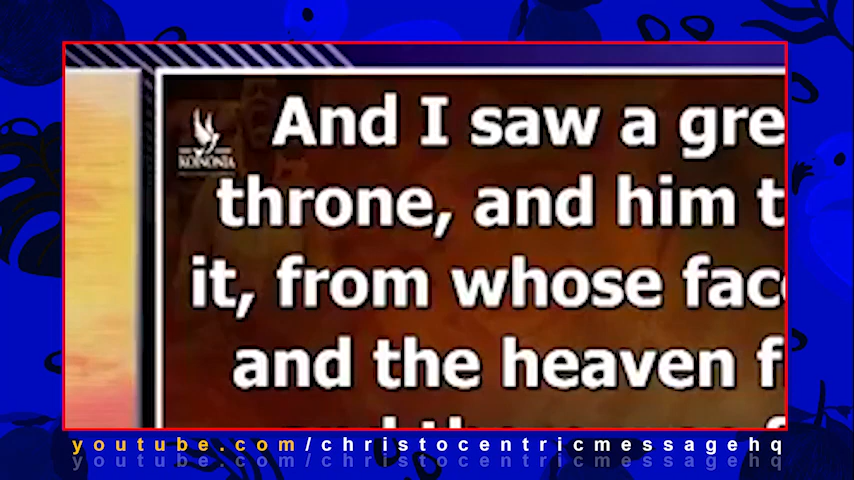 KOINONIA
And I saw a gre
throne, and him t
it, from whose fac
and the heaven f
youtube.com/christocentricmessagehq